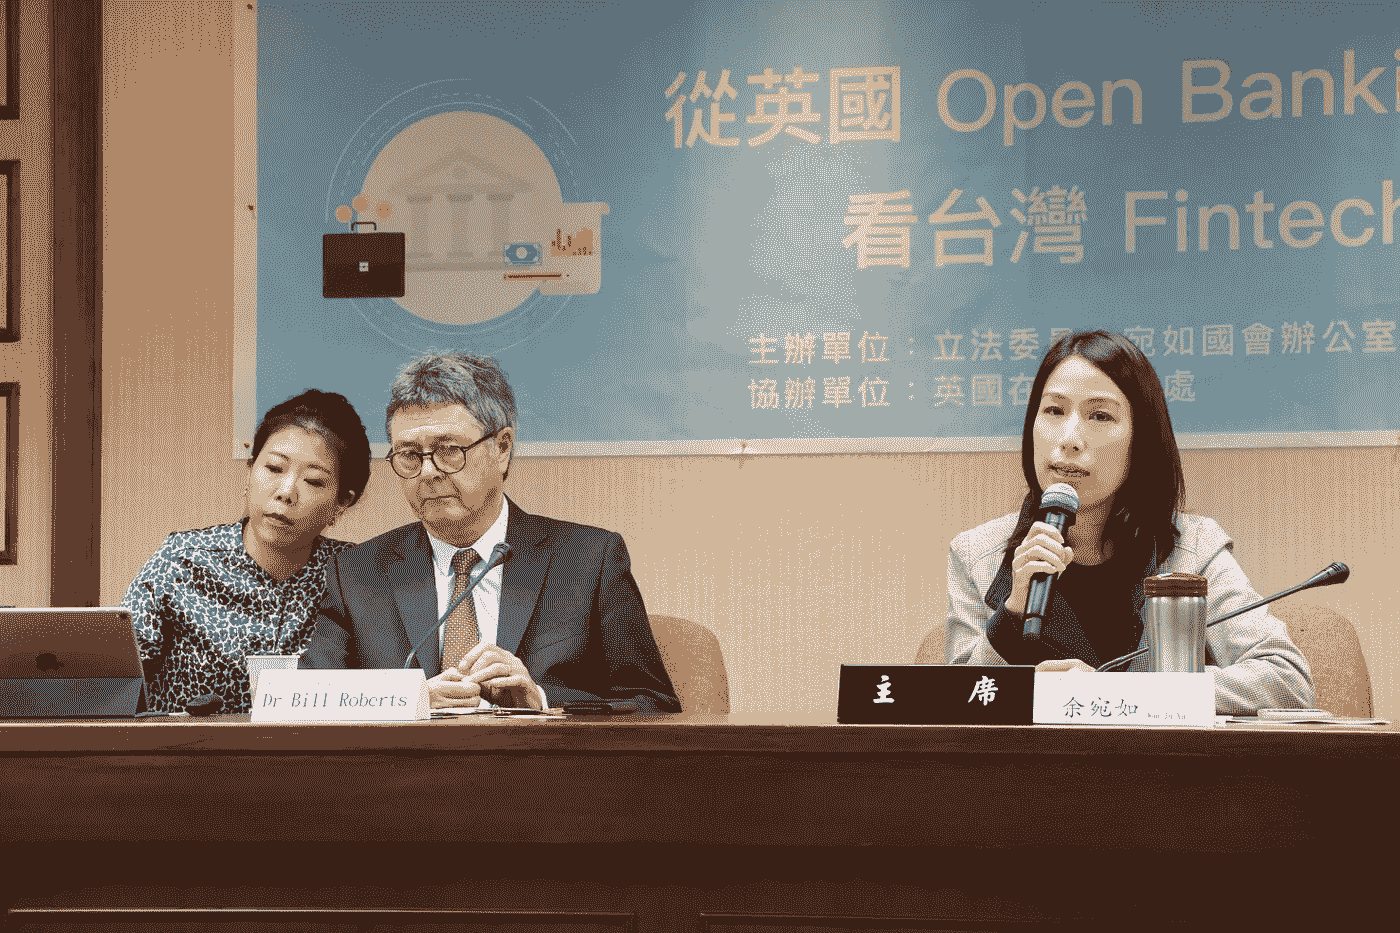 從英國 Open Banki
看台灣 Fintech
主辦單位：立法委員 宛如國會辦公室
協辦單位：英國在 處
Dr Bill Roberts
主席
余宛如